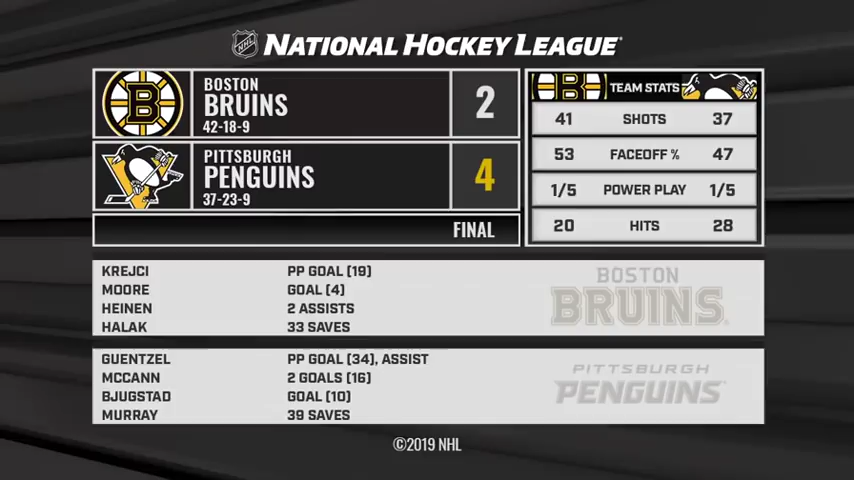 NHL NATIONAL HOCKEY LEAGUE
BOSTON
BRUINS
42-18-9
2
PITTSBURGH
PENGUINS
37-23-9
4
FINAL
B TEAM STATS
41 SHOTS 37
53 FACEOFF % 47
1/5 POWER PLAY 1/5
20 HITS 28
KREJCI PP GOAL (19)
MOORE GOAL (4)
HEINEN 2 ASSISTS
HALAK 33 SAVES
BOSTON
BRUINS
GUENTZEL PP GOAL (34), ASSIST
MCCANN 2 GOALS (16)
BJUGSTAD GOAL (10)
MURRAY 39 SAVES
PITTSBURGH
PENGUINS
©2019 NHL